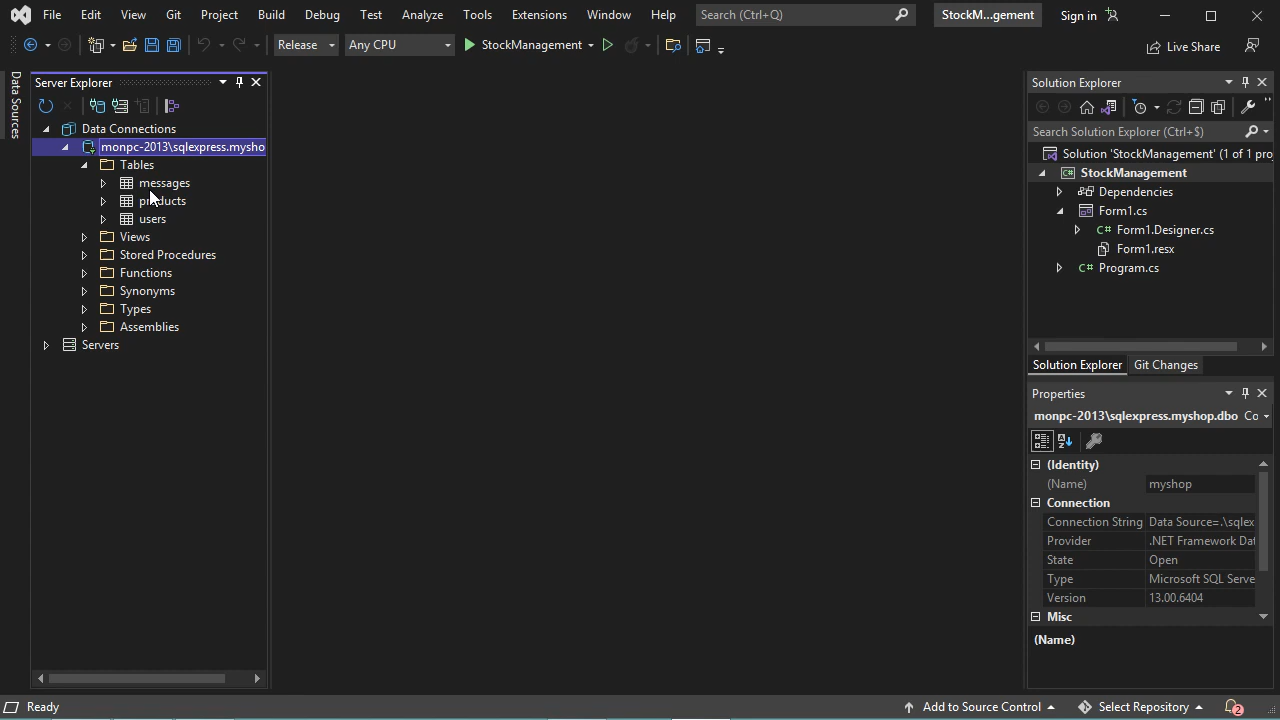 File Edit View Git Project Build Debug Test Analyze Tools Extensions Window Help Search (Ctrl+Q) StockM...gement Sign in
Release Any CPU StockManagement Live Share
Data Sources
Server Explorer
Data Connections
monpc-2013\sqlexpress.mysho
Tables
messages
products
users
Views
Stored Procedures
Functions
Synonyms
Types
Assemblies
Servers
Solution Explorer
Search Solution Explorer (Ctrl+$)
Solution 'StockManagement' (1 of 1 proj
StockManagement
Dependencies
Form1.cs
C# Form1.Designer.cs
Form1.resx
C# Program.cs
Solution Explorer Git Changes
Properties
monpc-2013\sqlexpress.myshop.dbo Co
(Identity)
(Name) myshop
Connection
Connection String Data Source=.\sqlex
Provider .NET Framework Dat
State Open
Type Microsoft SQL Serve
Version 13.00.6404
Misc
(Name)
Ready Add to Source Control Select Repository 2